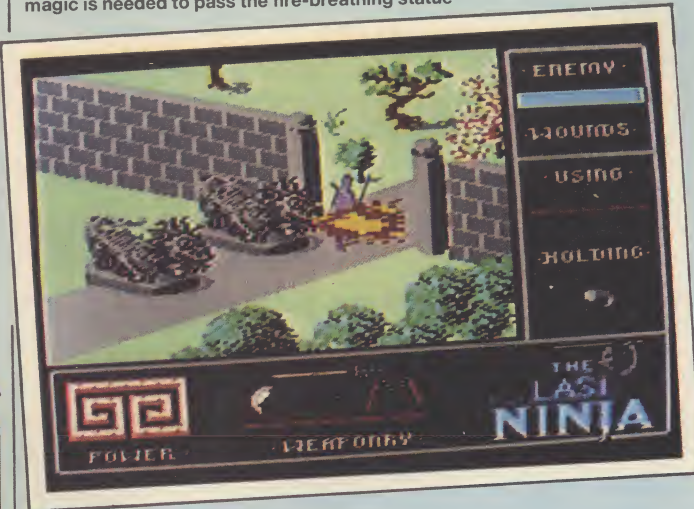 magic is needed to pass the fire-breathing statue
ENEMY
WOUNDS
USING
HOLDING
POWER
WEAPONRY
THE
LAST
NINJA